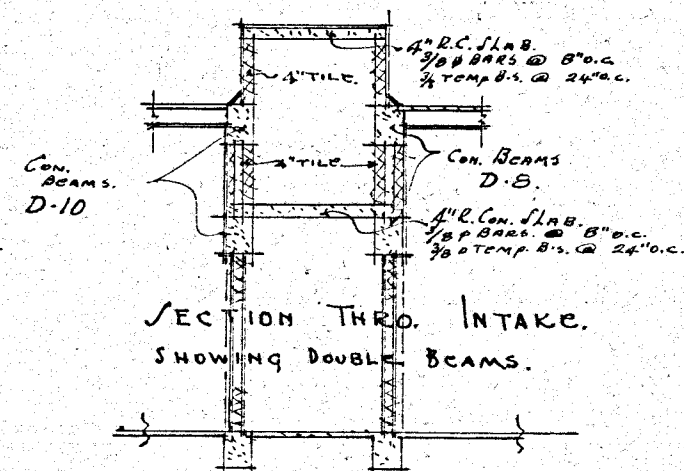 4" R.C. SLAB.
3/8 ø BARS @ 8" O.C.
3/8 TEMP B.S. @ 24" O.C.
4" TILE.
CON.
BEAMS.
D-10
4" TILE
CON. BEAMS
D-8.
4" R. CON. SLAB.
3/8 ø BARS. @ 8" O.C.
3/8 ø TEMP. B.S. @ 24" O.C.
SECTION THRO. INTAKE.
SHOWING DOUBLE BEAMS.